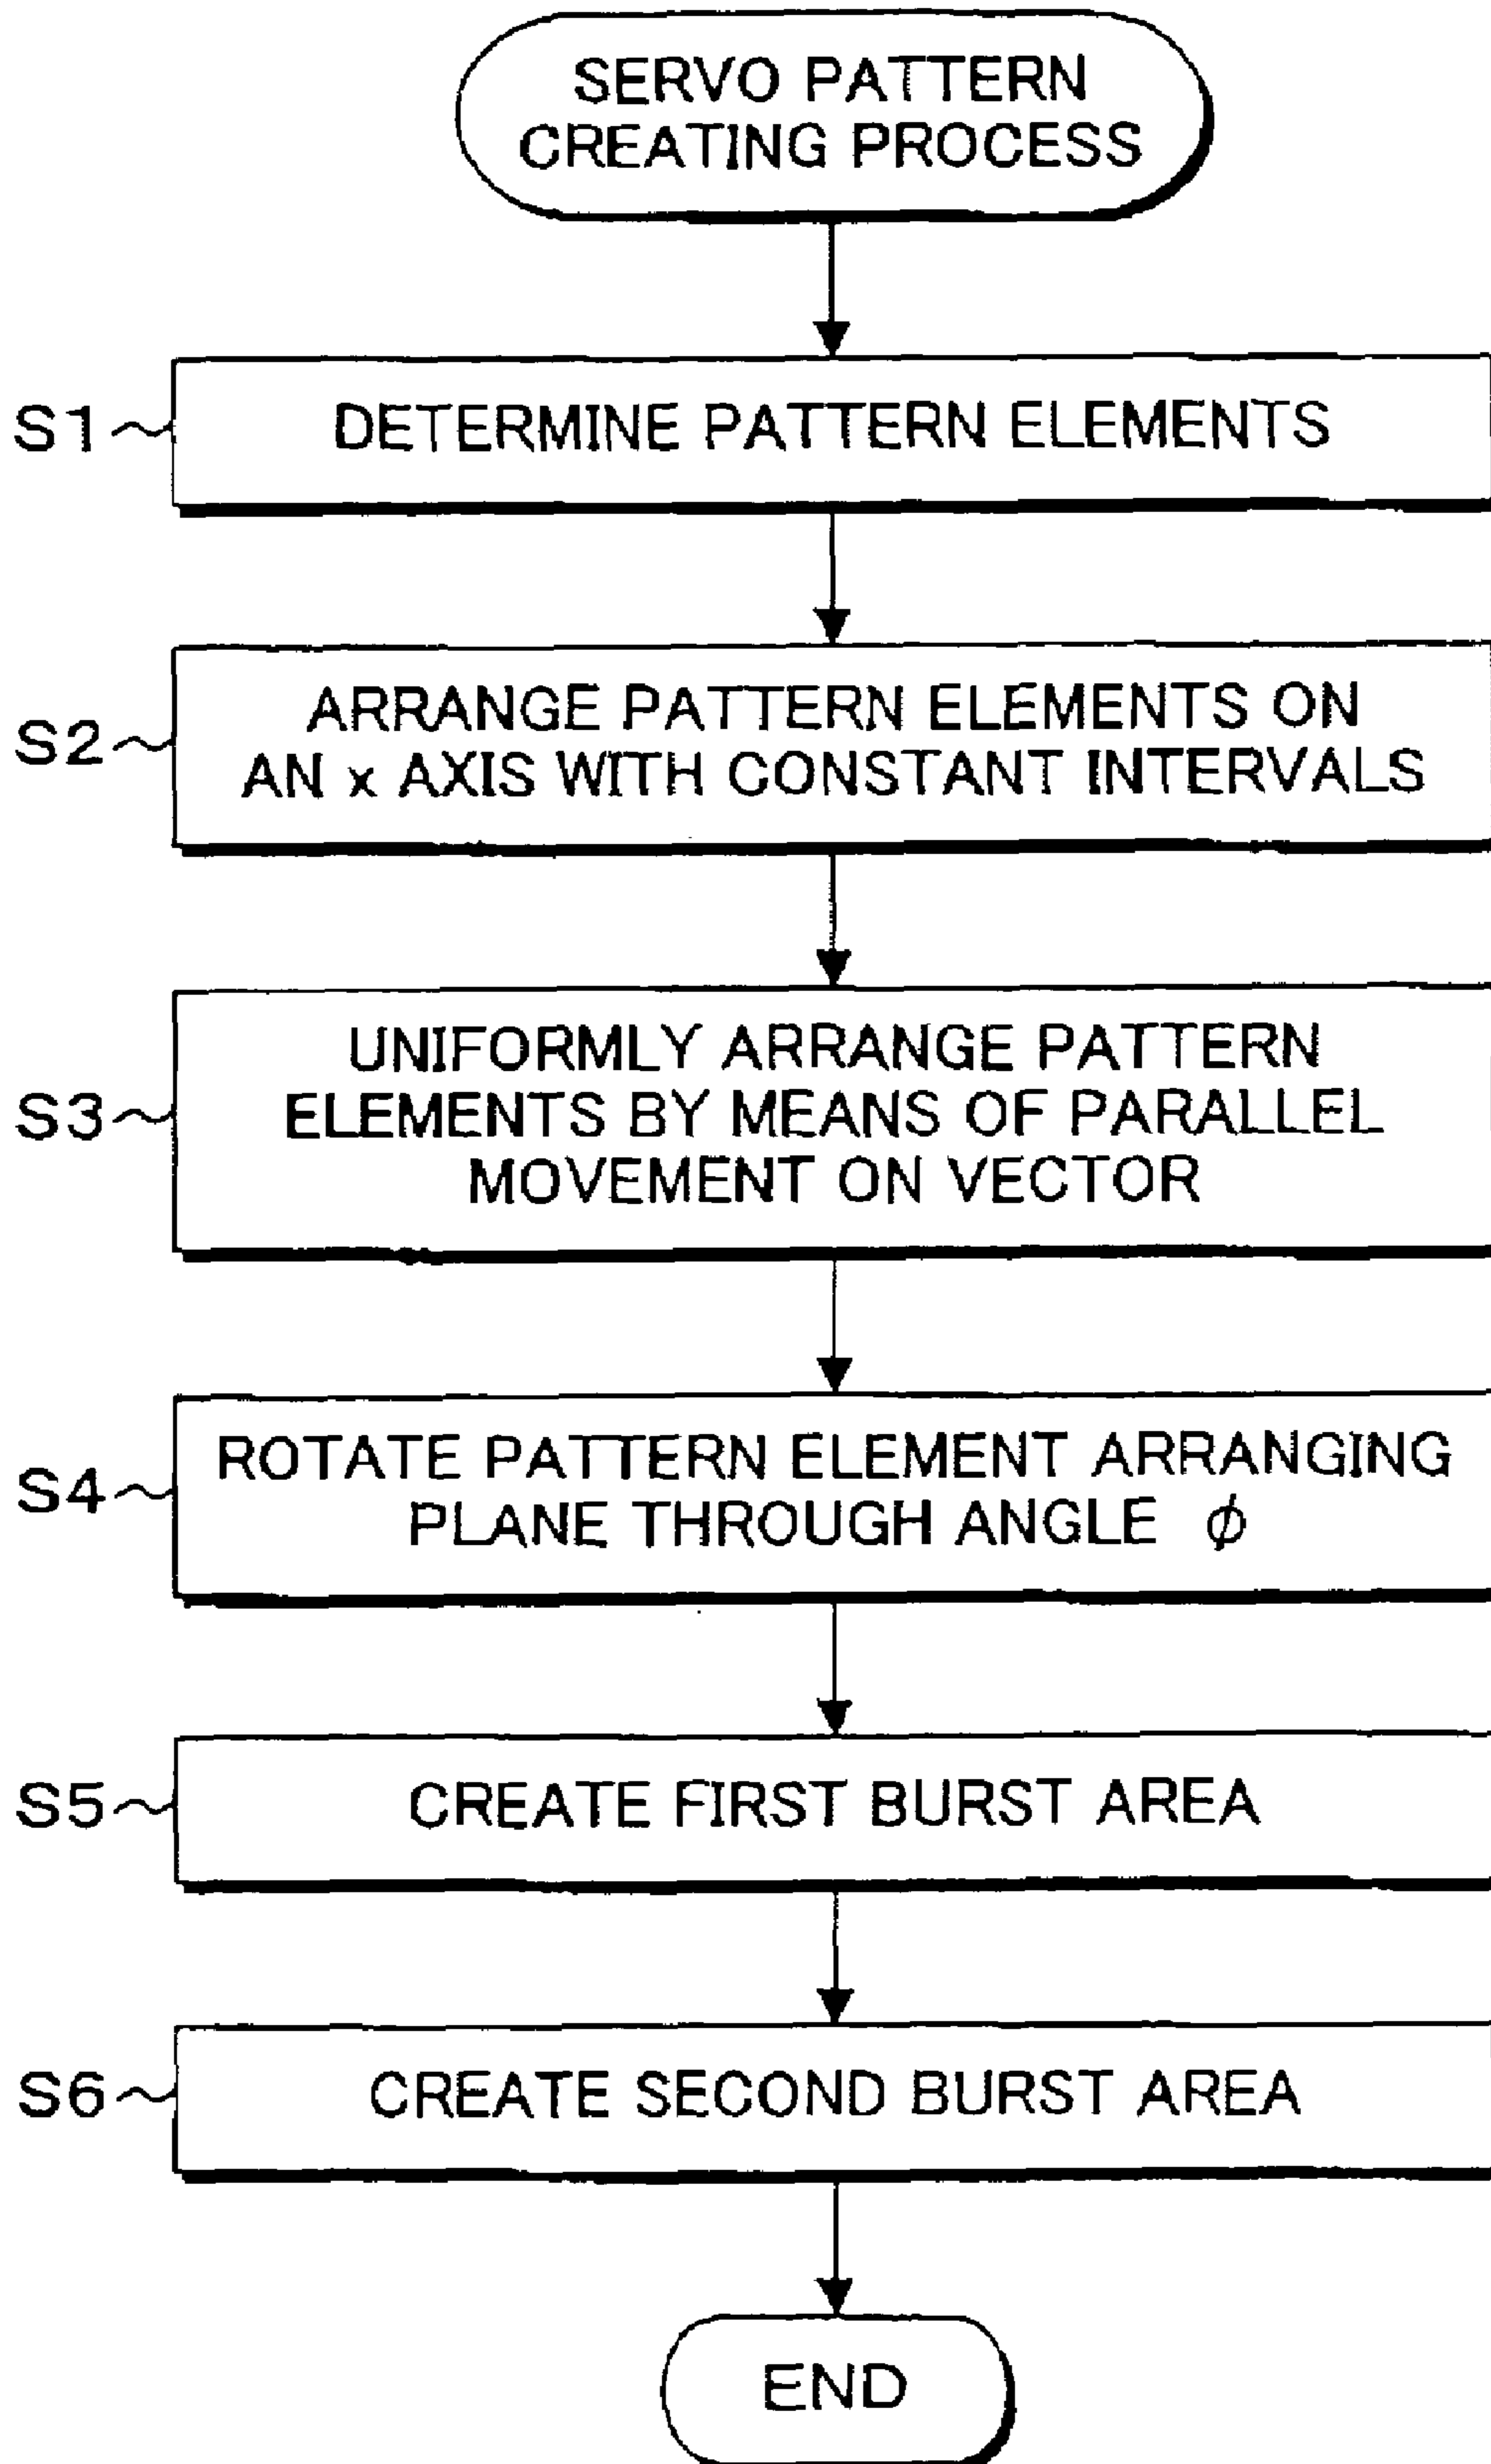 SERVO PATTERN
CREATING PROCESS
S1
DETERMINE PATTERN ELEMENTS
S2
ARRANGE PATTERN ELEMENTS ON
AN x AXIS WITH CONSTANT INTERVALS
S3
UNIFORMLY ARRANGE PATTERN
ELEMENTS BY MEANS OF PARALLEL
MOVEMENT ON VECTOR
S4
ROTATE PATTERN ELEMENT ARRANGING
PLANE THROUGH ANGLE ϕ
S5
CREATE FIRST BURST AREA
S6
CREATE SECOND BURST AREA
END